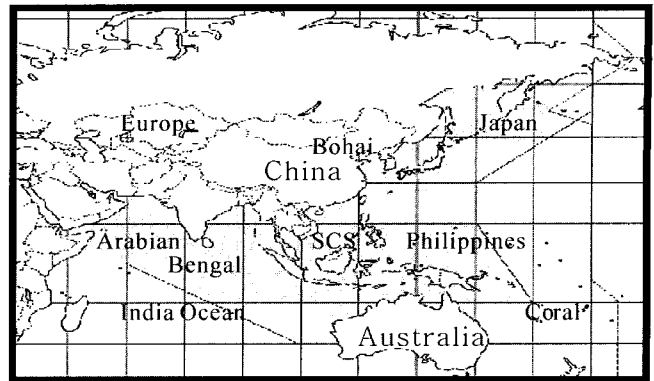 Europe
Japan
Bohai
China
Arabian
SCS
Philippines
Bengal
India Ocean
Coral
Australia